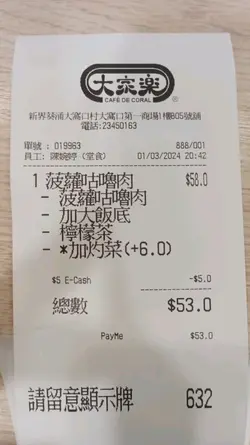 大家樂
CAFÉ DE CORAL
新界葵涌大窩口村大窩口第一商場1樓805號舖
電話:23450163
單號 : 019963 888/001
員工: 陳婉婷 (堂食) 01/03/2024 20:42
1 菠蘿咕嚕肉 $58.0
- 菠蘿咕嚕肉
- 加大飯底
- 檸檬茶
- *加灼菜(+6.0)
$5 E-Cash -$5.0
總數 $53.0
PayMe $53.0
請留意顯示牌 632